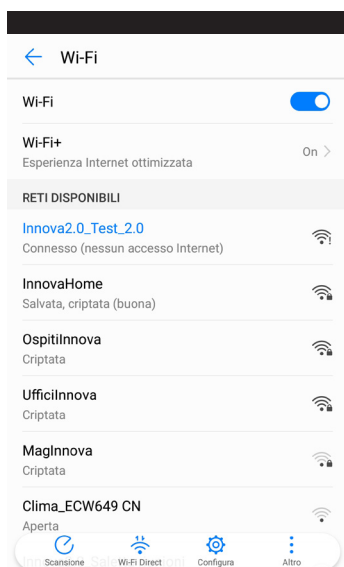 Wi-Fi
Wi-Fi
Wi-Fi+
Esperienza Internet ottimizzata
On
RETI DISPONIBILI
Innova2.0_Test_2.0
Connesso (nessun accesso Internet)
InnovaHome
Salvata, criptata (buona)
OspitiInnova
Criptata
UfficiInnova
Criptata
MagInnova
Criptata
Clima_ECW649 CN
Aperta
Scansione
Wi-Fi Direct
Configura
Altro